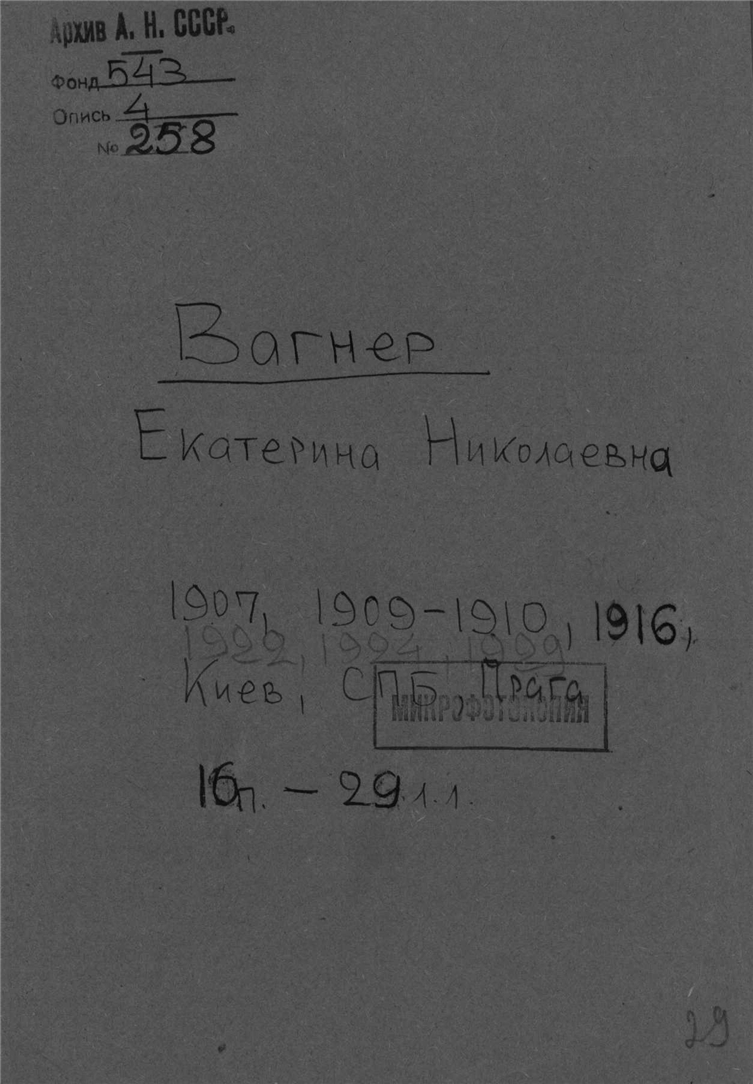 Архив А. Н. СССР.
Фонд 543
Опись 4
№ 258
Вагнер
Екатерина Николаевна
1907, 1909-1910, 1916,
1922, 1924, 1929
Киев, СПБ, Прага
МИКРОФОТОКОПИЯ
16п. - 29 л.л.
29